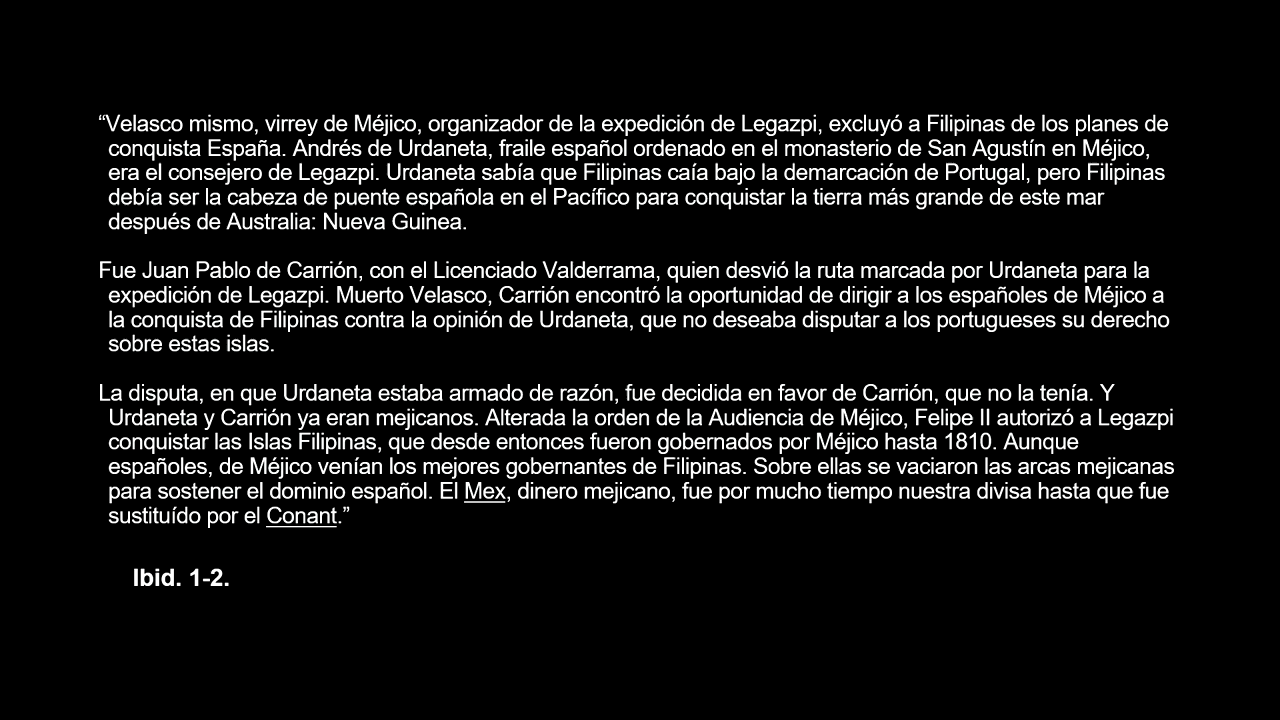 “Velasco mismo, virrey de Méjico, organizador de la expedición de Legazpi, excluyó a Filipinas de los planes de
conquista España. Andrés de Urdaneta, fraile español ordenado en el monasterio de San Agustín en Méjico,
era el consejero de Legazpi. Urdaneta sabía que Filipinas caía bajo la demarcación de Portugal, pero Filipinas
debía ser la cabeza de puente española en el Pacífico para conquistar la tierra más grande de este mar
después de Australia: Nueva Guinea.
Fue Juan Pablo de Carrión, con el Licenciado Valderrama, quien desvió la ruta marcada por Urdaneta para la
expedición de Legazpi. Muerto Velasco, Carrión encontró la oportunidad de dirigir a los españoles de Méjico a
la conquista de Filipinas contra la opinión de Urdaneta, que no deseaba disputar a los portugueses su derecho
sobre estas islas.
La disputa, en que Urdaneta estaba armado de razón, fue decidida en favor de Carrión, que no la tenía. Y
Urdaneta y Carrión ya eran mejicanos. Alterada la orden de la Audiencia de Méjico, Felipe II autorizó a Legazpi
conquistar las Islas Filipinas, que desde entonces fueron gobernados por Méjico hasta 1810. Aunque
españoles, de Méjico venían los mejores gobernantes de Filipinas. Sobre ellas se vaciaron las arcas mejicanas
para sostener el dominio español. El Mex, dinero mejicano, fue por mucho tiempo nuestra divisa hasta que fue
sustituído por el Conant.”
Ibid. 1-2.